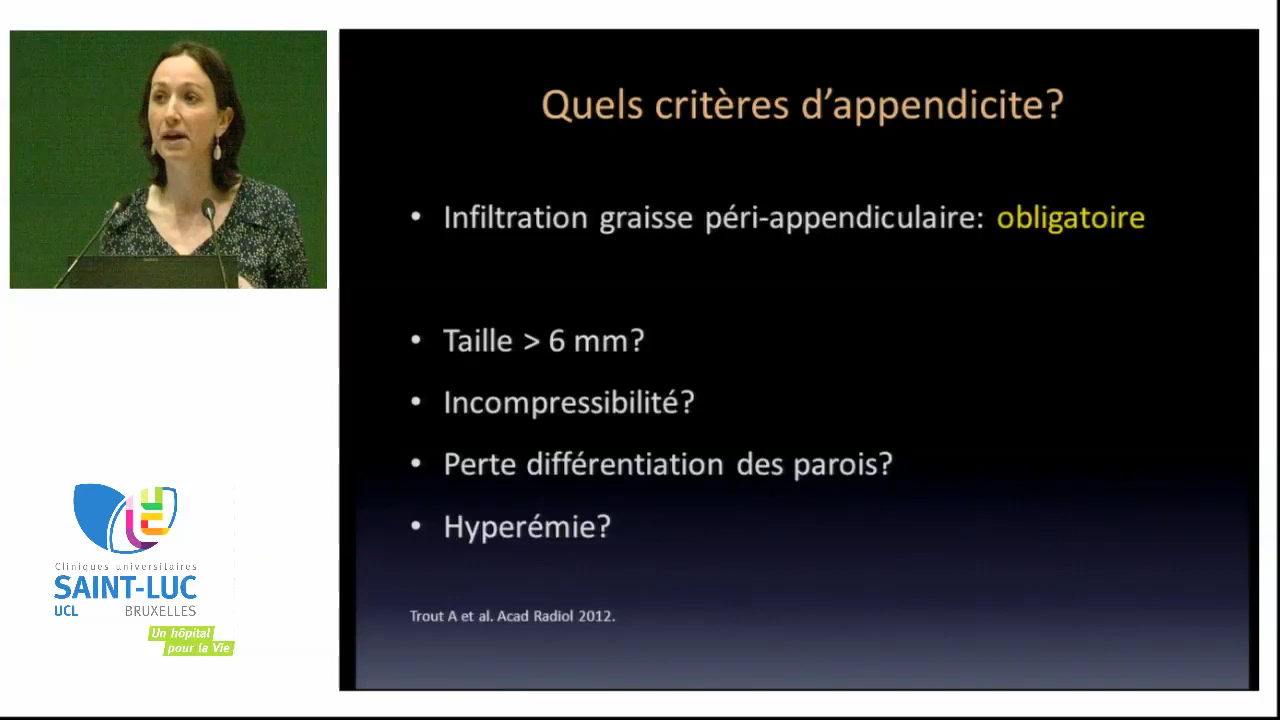 Quels critères d'appendicite?
• Infiltration graisse péri-appendiculaire: obligatoire
• Taille > 6 mm?
• Incompressibilité?
• Perte différentiation des parois?
• Hyperémie?
Trout A et al. Acad Radiol 2012.
Cliniques universitaires
SAINT-LUC
UCL BRUXELLES
Un hôpital
pour la Vie